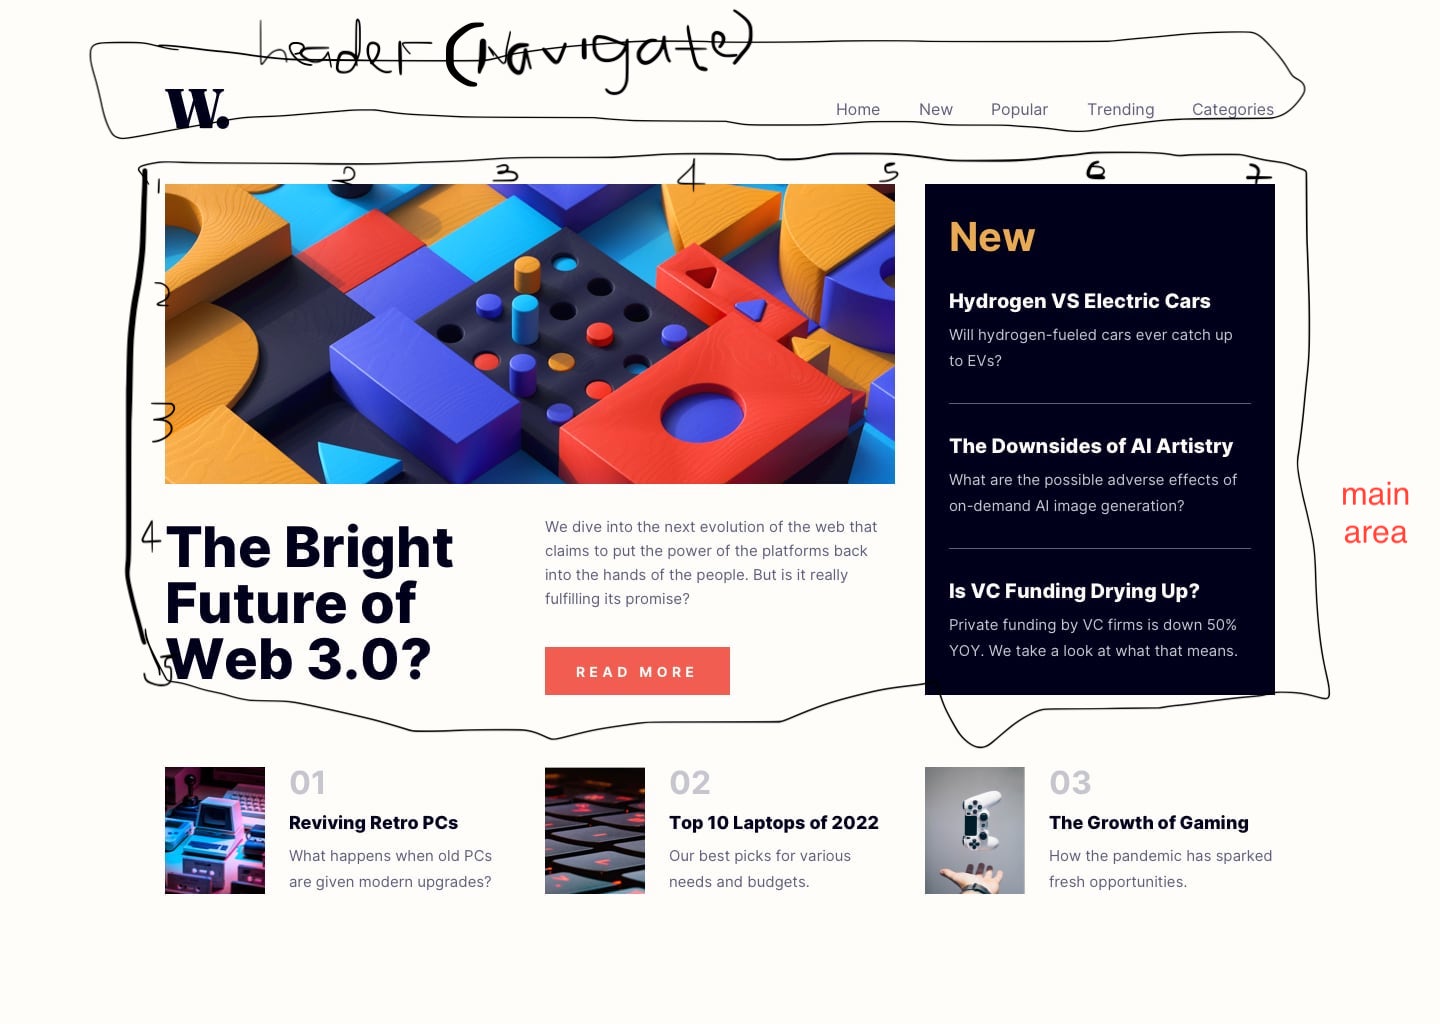 header (Navigate)
W.
Home New Popular Trending Categories
1 2 3 4 5 6 7
2
3
4
5
New
Hydrogen VS Electric Cars
Will hydrogen-fueled cars ever catch up
to EVs?
The Downsides of AI Artistry
What are the possible adverse effects of
on-demand AI image generation?
Is VC Funding Drying Up?
Private funding by VC firms is down 50%
YOY. We take a look at what that means.
main
area
The Bright
Future of
Web 3.0?
We dive into the next evolution of the web that
claims to put the power of the platforms back
into the hands of the people. But is it really
fulfilling its promise?
READ MORE
01
Reviving Retro PCs
What happens when old PCs
are given modern upgrades?
02
Top 10 Laptops of 2022
Our best picks for various
needs and budgets.
03
The Growth of Gaming
How the pandemic has sparked
fresh opportunities.